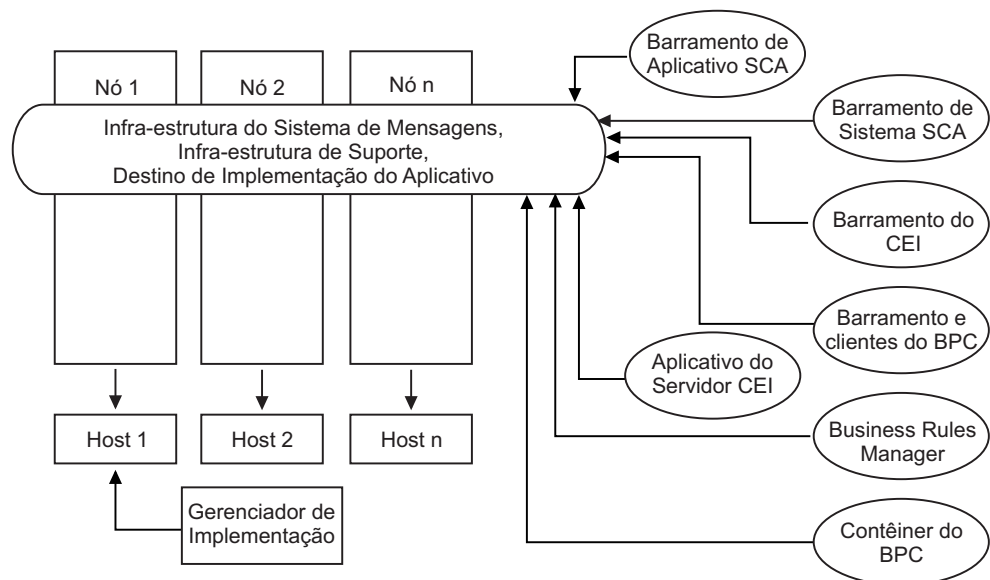 Nó 1
Nó 2
Nó n
Infra-estrutura do Sistema de Mensagens,
Infra-estrutura de Suporte,
Destino de Implementação do Aplicativo
Host 1
Host 2
Host n
Gerenciador de
Implementação
Barramento de
Aplicativo SCA
Barramento de
Sistema SCA
Barramento do
CEI
Barramento e
clientes do BPC
Aplicativo do
Servidor CEI
Business Rules
Manager
Contêiner do
BPC